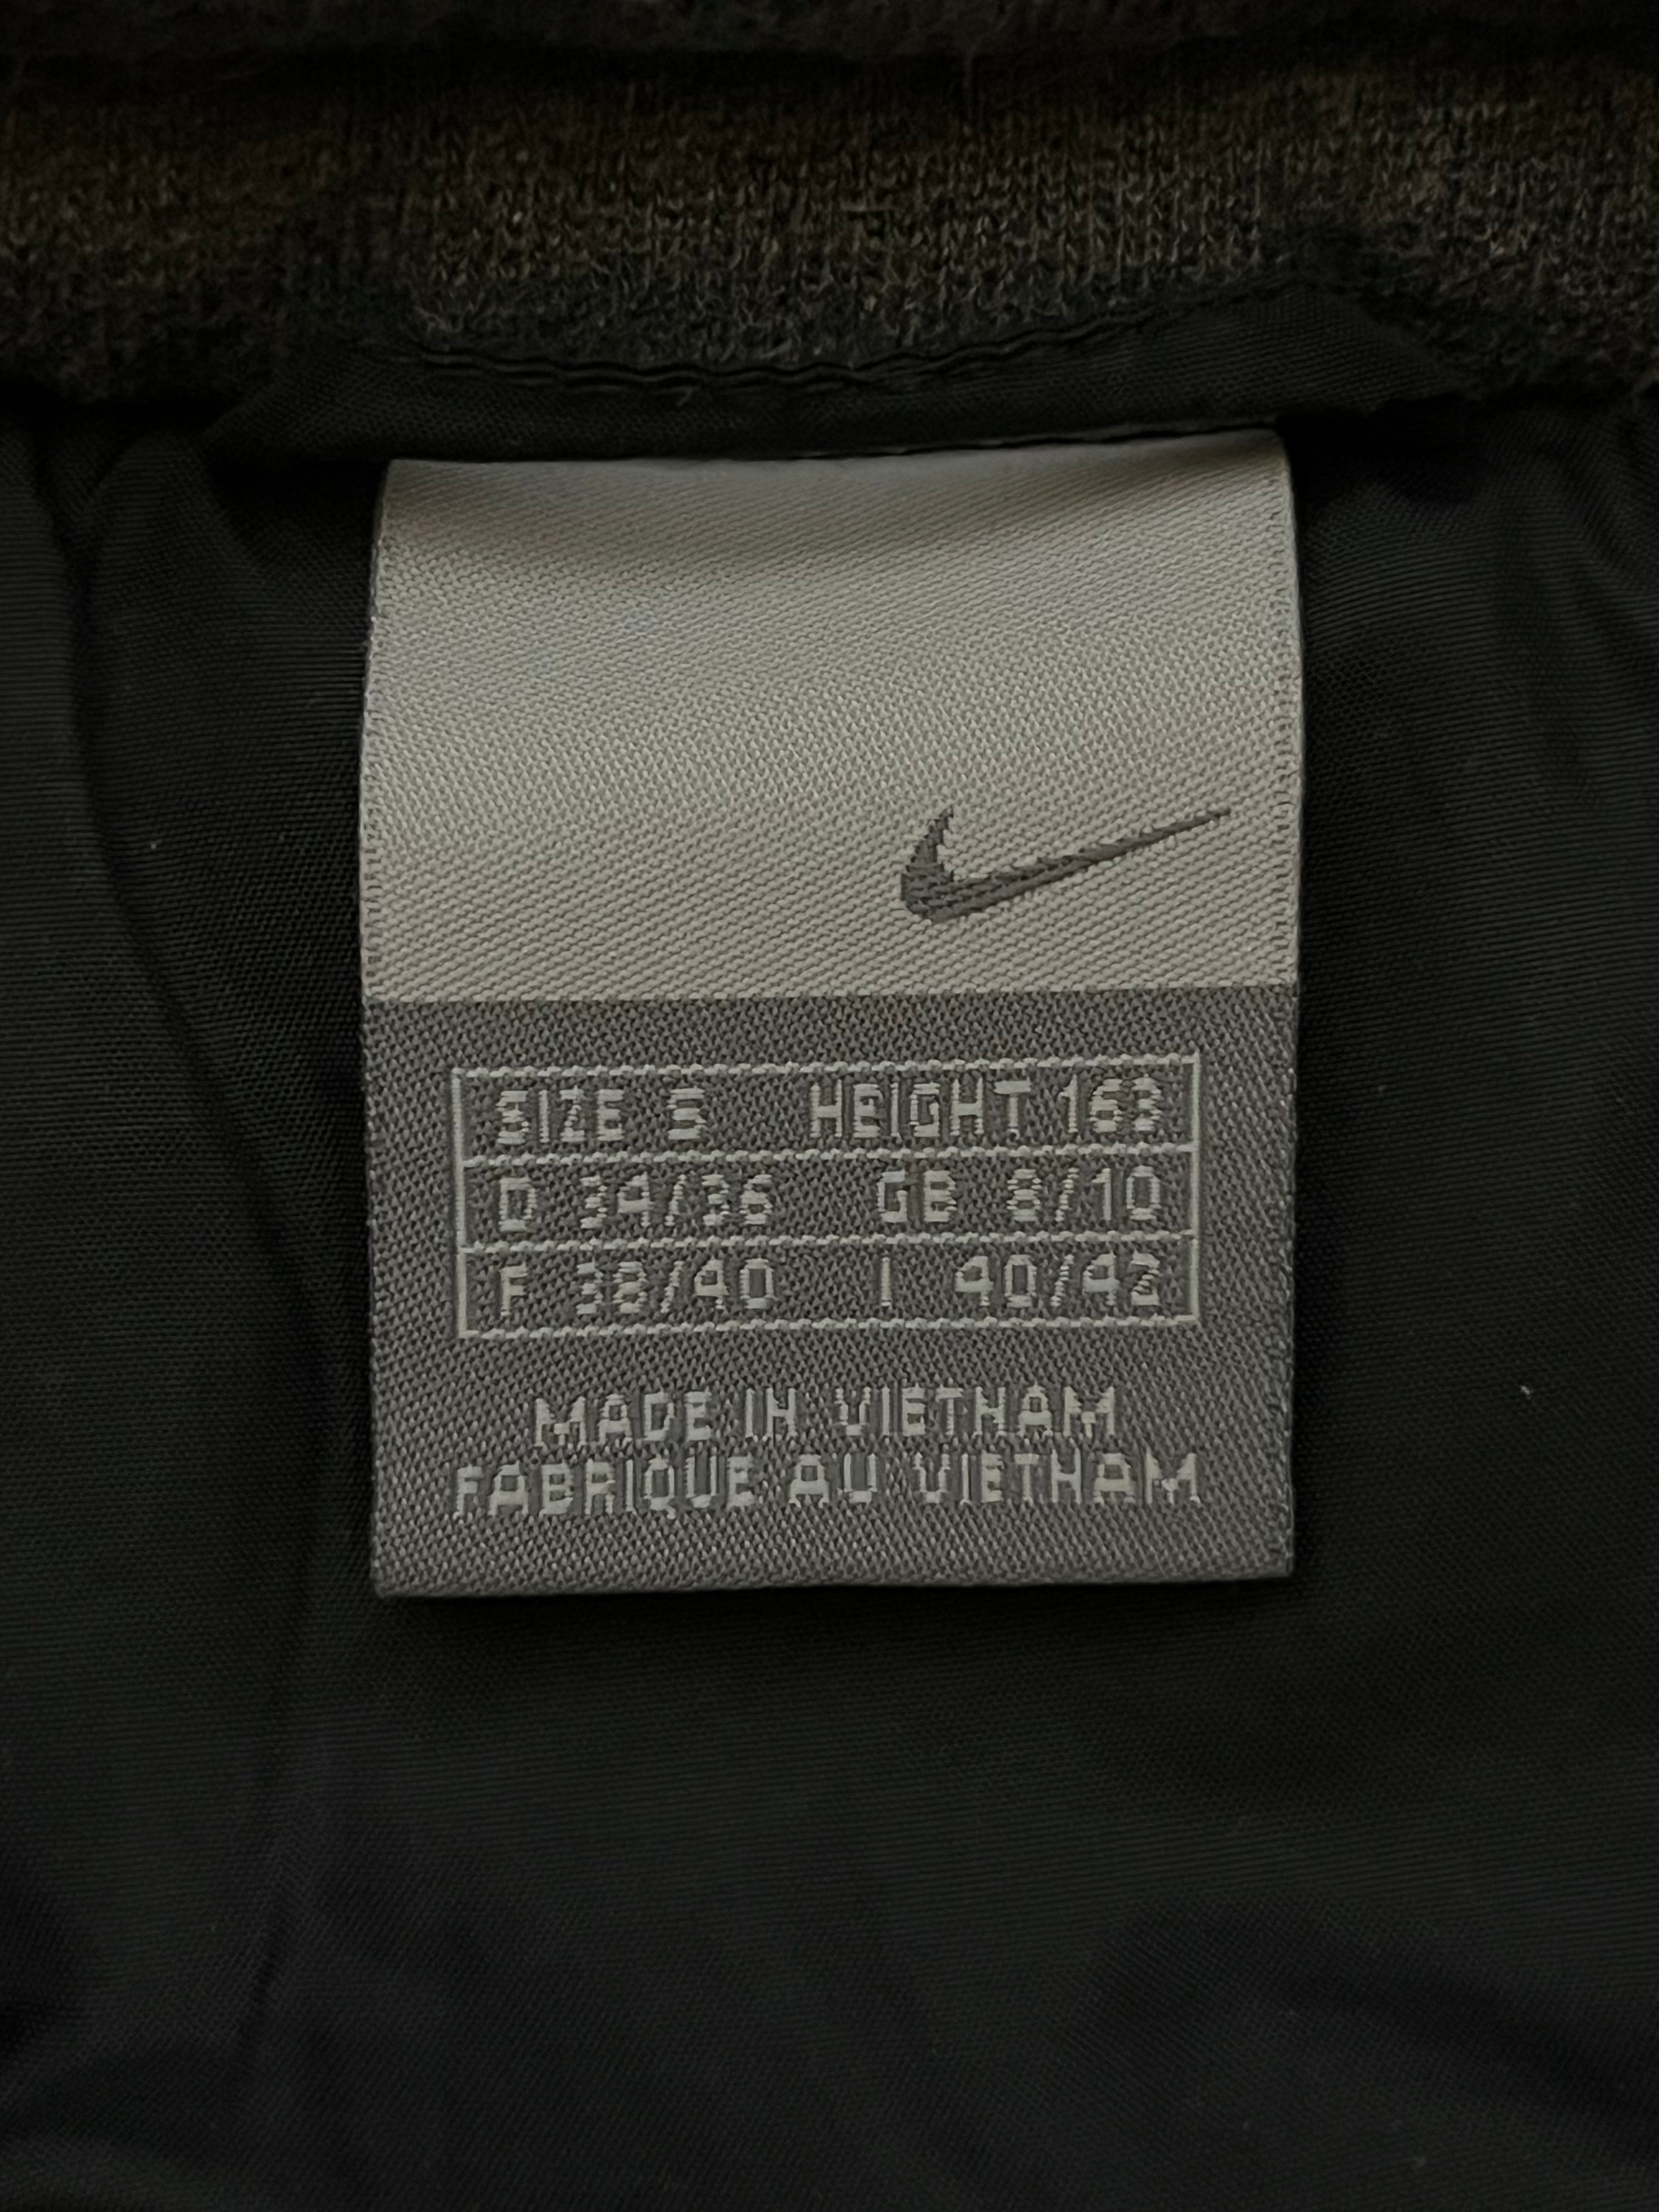 SIZE S HEIGHT 163
D 34/36 GB 8/10
F 38/40 I 40/42
MADE IN VIETNAM
FABRIQUE AU VIETNAM